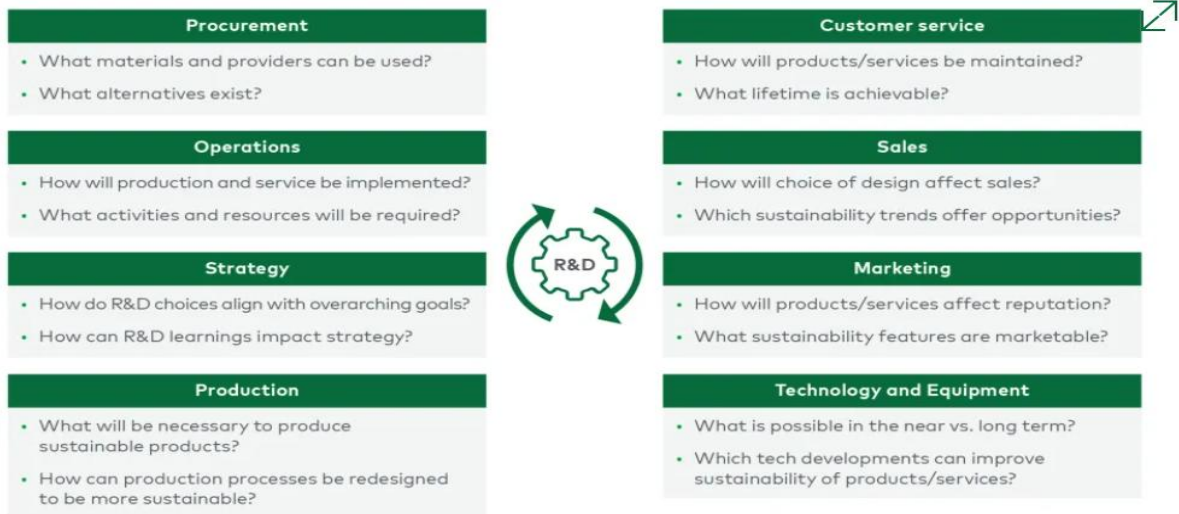 Procurement
• What materials and providers can be used?
• What alternatives exist?
Operations
• How will production and service be implemented?
• What activities and resources will be required?
Strategy
• How do R&D choices align with overarching goals?
• How can R&D learnings impact strategy?
Production
• What will be necessary to produce
sustainable products?
• How can production processes be redesigned
to be more sustainable?
R&D
Customer service
• How will products/services be maintained?
• What lifetime is achievable?
Sales
• How will choice of design affect sales?
• Which sustainability trends offer opportunities?
Marketing
• How will products/services affect reputation?
• What sustainability features are marketable?
Technology and Equipment
• What is possible in the near vs. long term?
• Which tech developments can improve
sustainability of products/services?